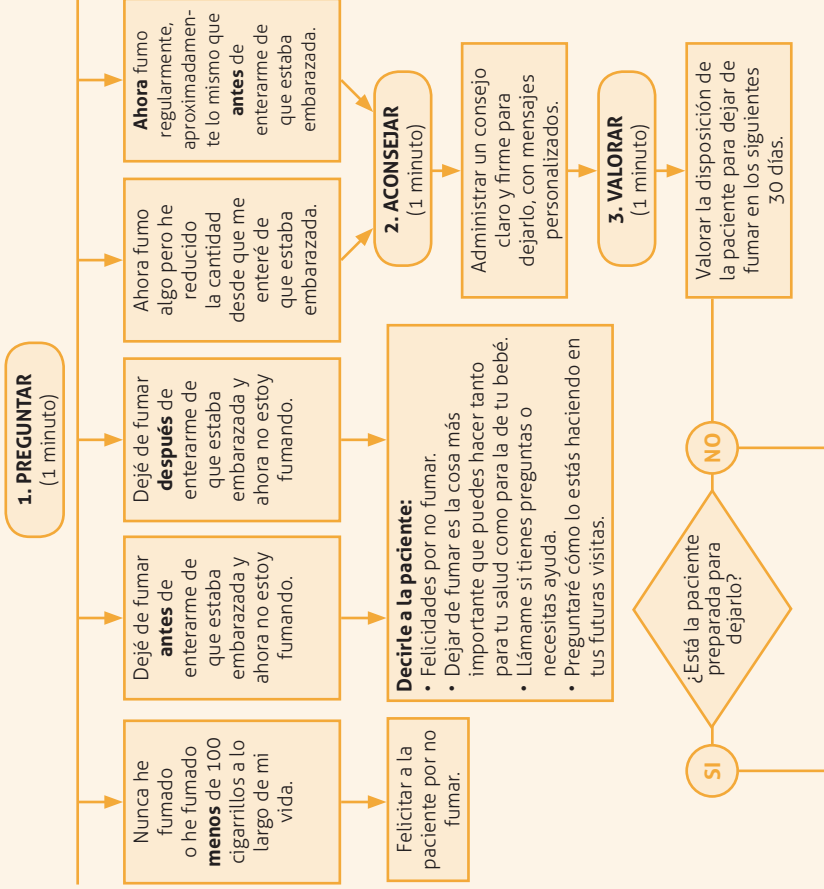 1. PREGUNTAR
(1 minuto)
Nunca he
fumado
o he fumado
menos de 100
cigarrillos a lo
largo de mi
vida.
Dejé de fumar
antes de
enterarme de
que estaba
embarazada y
ahora no estoy
fumando.
Dejé de fumar
después de
enterarme de
que estaba
embarazada y
ahora no estoy
fumando.
Ahora fumo
algo pero he
reducido
la cantidad
desde que me
enteré de
que estaba
embarazada.
Ahora fumo
regularmente,
aproximadamen-
te lo mismo que
antes de
enterarme de
que estaba
embarazada.
Felicitar a la
paciente por no
fumar.
Decirle a la paciente:
• Felicidades por no fumar.
• Dejar de fumar es la cosa más
importante que puedes hacer tanto
para tu salud como para la de tu bebé.
• Llámame si tienes preguntas o
necesitas ayuda.
• Preguntaré cómo lo estás haciendo en
tus futuras visitas.
2. ACONSEJAR
(1 minuto)
Administrar un consejo
claro y firme para
dejarlo, con mensajes
personalizados.
3. VALORAR
(1 minuto)
Valorar la disposición de
la paciente para dejar de
fumar en los siguientes
30 días.
¿Está la paciente
preparada para
dejarlo?
SI
NO